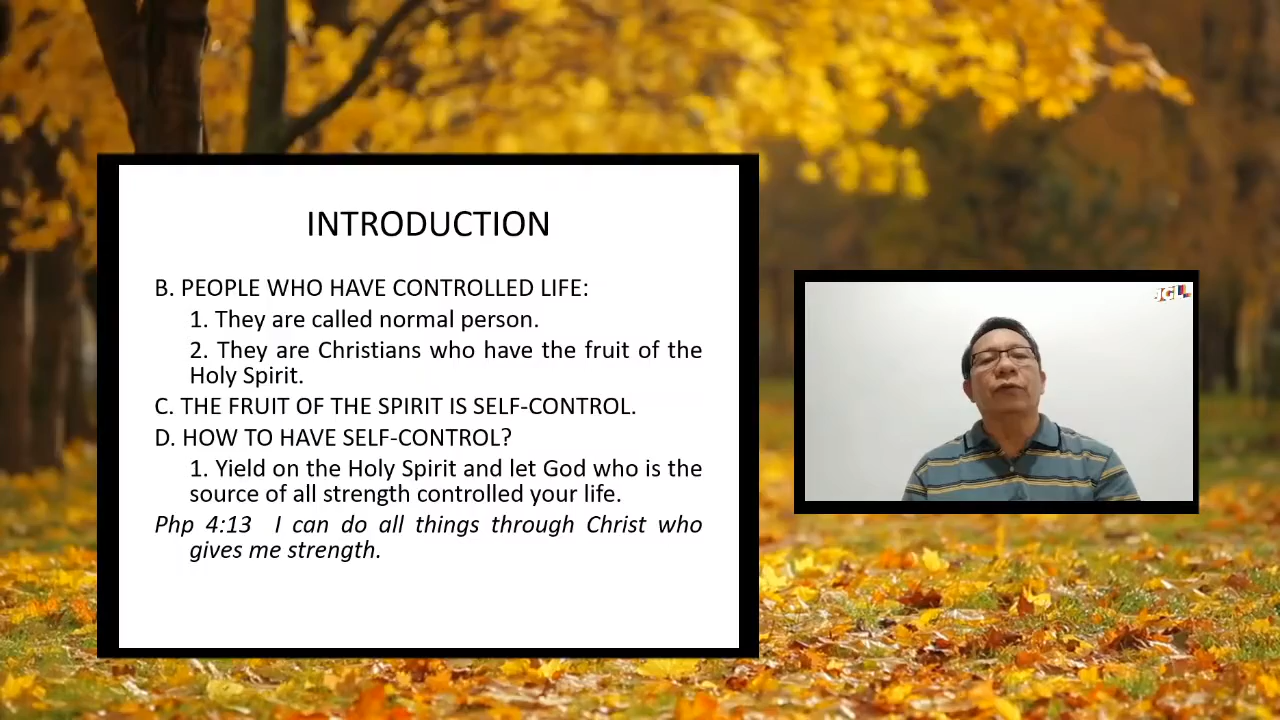 INTRODUCTION
B. PEOPLE WHO HAVE CONTROLLED LIFE:
1. They are called normal person.
2. They are Christians who have the fruit of the
Holy Spirit.
C. THE FRUIT OF THE SPIRIT IS SELF-CONTROL.
D. HOW TO HAVE SELF-CONTROL?
1. Yield on the Holy Spirit and let God who is the
source of all strength controlled your life.
Php 4:13 I can do all things through Christ who
gives me strength.